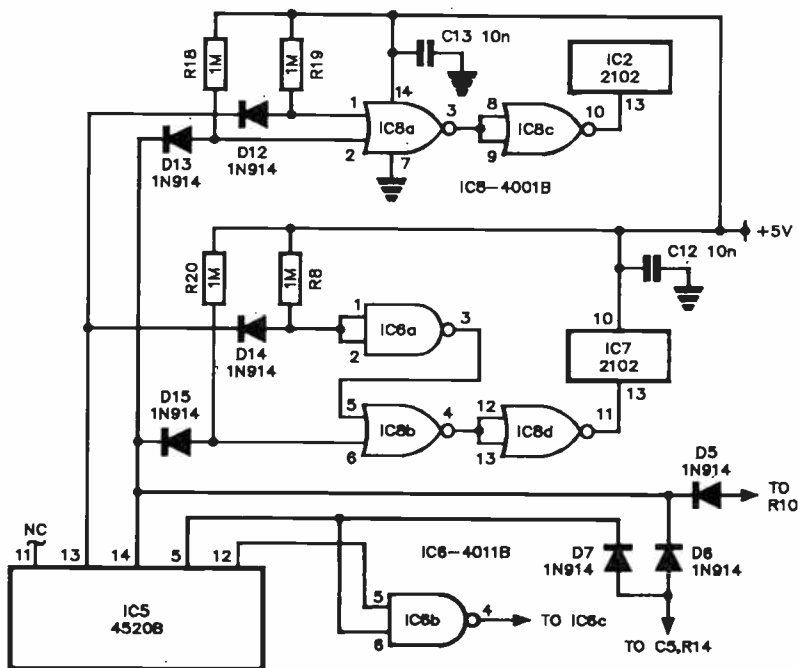 C13 10n
R18
1M
1M
R19
IC2
2102
13
14
1
2
IC8a
3
8
9
IC8c
10
7
D13
1N914
D12
1N914
IC8-4001B
+5V
C12 10n
R20
1M
1M
R8
1
2
IC6a
3
10
IC7
2102
13
D14
1N914
D15
1N914
5
6
IC8b
4
12
13
IC8d
11
D5
1N914
TO
R10
NC
11
13
14
5
12
IC6-4011B
D7
1N914
D6
1N914
IC5
4520B
5
6
IC6b
4
TO IC6c
TO C5,R14